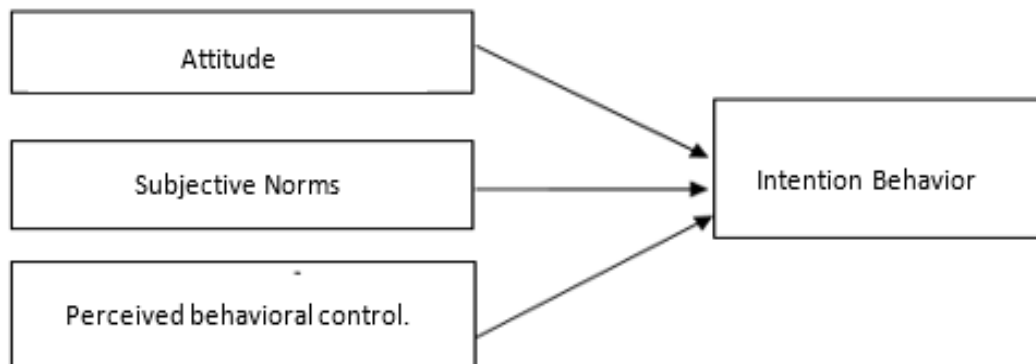 Attitude
Subjective Norms
Intention Behavior
Perceived behavioral control.